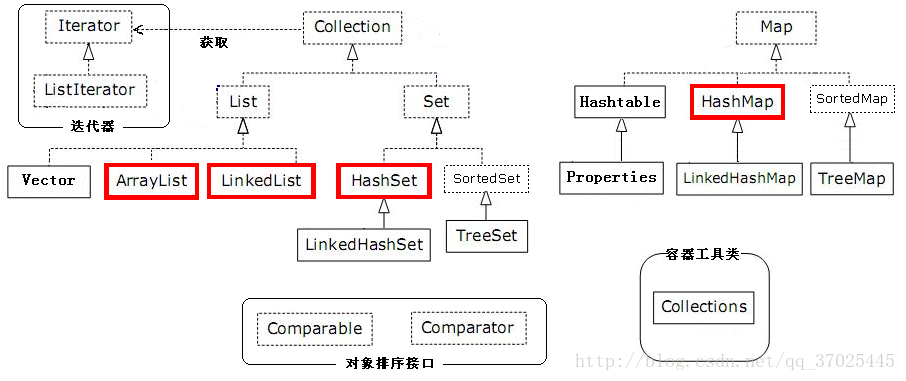 Iterator
获取
Collection
Map
ListIterator
迭代器
List
Set
Hashtable
HashMap
SortedMap
Vector
ArrayList
LinkedList
HashSet
SortedSet
Properties
LinkedHashMap
TreeMap
LinkedHashSet
TreeSet
容器工具类
Collections
Comparable
Comparator
对象排序接口
http://blog.csdn.net/qq_37025445